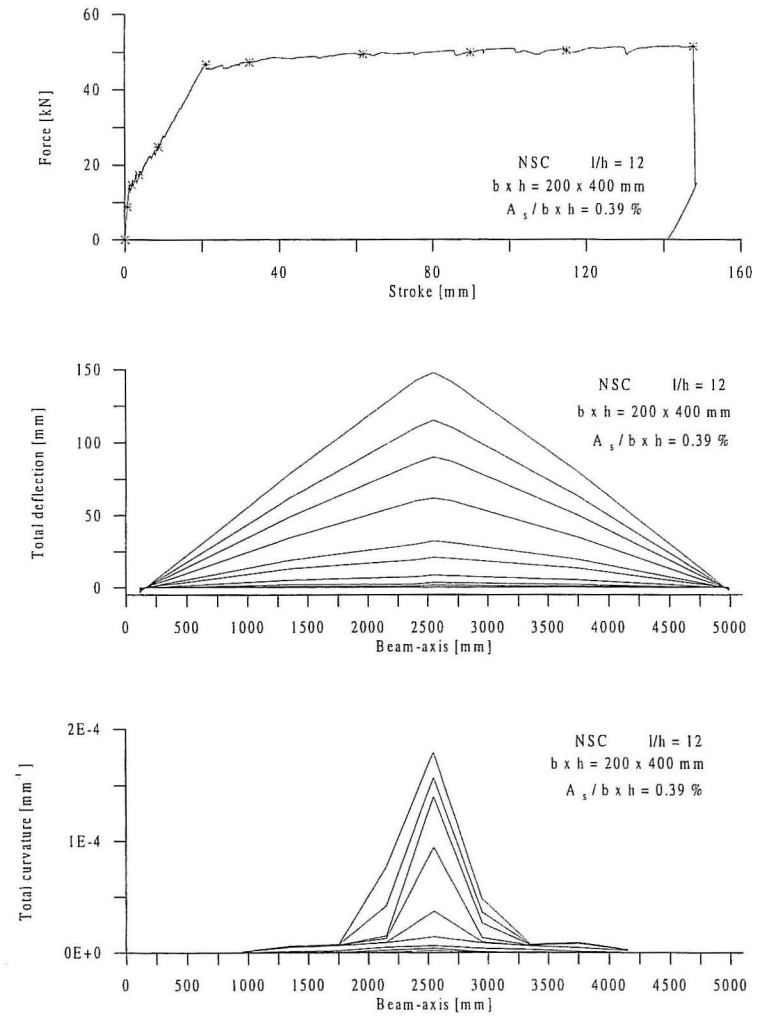 60
40
20
0
Force [kN]
NSC l/h = 12
b x h = 200 x 400 mm
A s / b x h = 0.39 %
0 40 80 120 160
Stroke [mm]
150
100
50
0
Total deflection [mm]
NSC l/h = 12
b x h = 200 x 400 mm
A s / b x h = 0.39 %
0 500 1000 1500 2000 2500 3000 3500 4000 4500 5000
Beam-axis [mm]
2E-4
1E-4
0E+0
Total curvature [mm⁻¹]
NSC l/h = 12
b x h = 200 x 400 mm
A s / b x h = 0.39 %
0 500 1000 1500 2000 2500 3000 3500 4000 4500 5000
Beam-axis [mm]